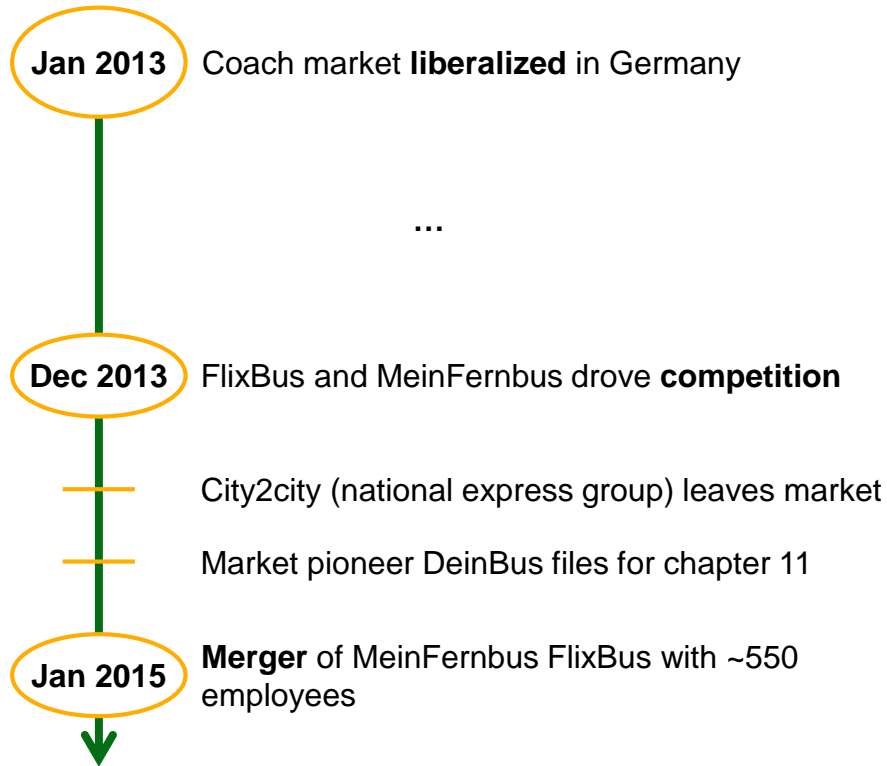 Jan 2013 Coach market liberalized in Germany
...
Dec 2013 FlixBus and MeinFernbus drove competition
City2city (national express group) leaves market
Market pioneer DeinBus files for chapter 11
Jan 2015 Merger of MeinFernbus FlixBus with ~550
employees